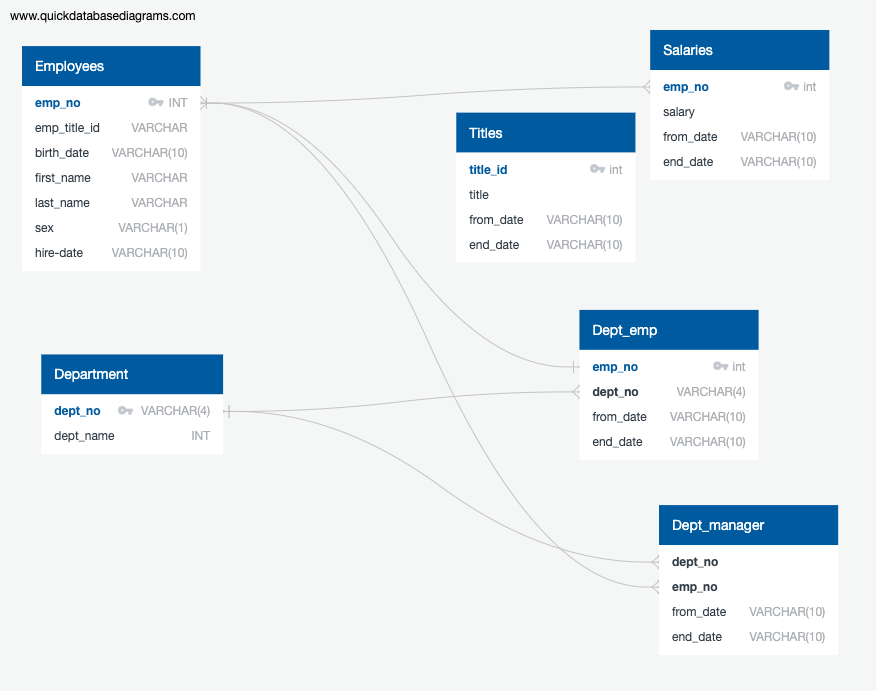 www.quickdatabasediagrams.com
Employees
emp_no INT
emp_title_id VARCHAR
birth_date VARCHAR(10)
first_name VARCHAR
last_name VARCHAR
sex VARCHAR(1)
hire-date VARCHAR(10)
Salaries
emp_no int
salary
from_date VARCHAR(10)
end_date VARCHAR(10)
Titles
title_id int
title
from_date VARCHAR(10)
end_date VARCHAR(10)
Department
dept_no VARCHAR(4)
dept_name INT
Dept_emp
emp_no int
dept_no VARCHAR(4)
from_date VARCHAR(10)
end_date VARCHAR(10)
Dept_manager
dept_no
emp_no
from_date VARCHAR(10)
end_date VARCHAR(10)